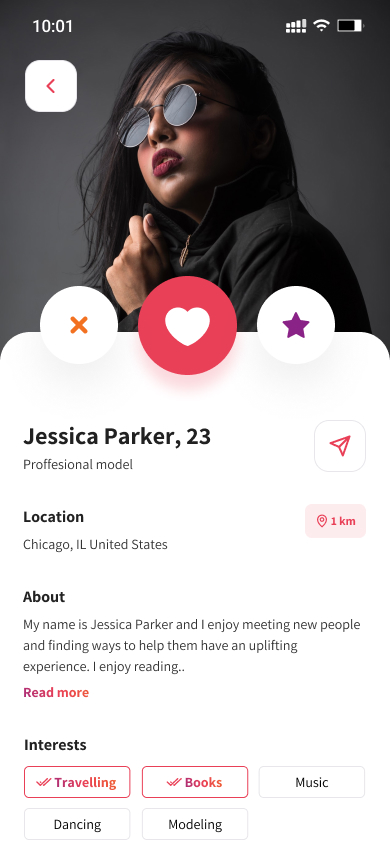 10:01
Jessica Parker, 23
Proffesional model
Location
1 km
Chicago, IL United States
About
My name is Jessica Parker and I enjoy meeting new people
and finding ways to help them have an uplifting
experience. I enjoy reading..
Read more
Interests
Travelling
Books
Music
Dancing
Modeling